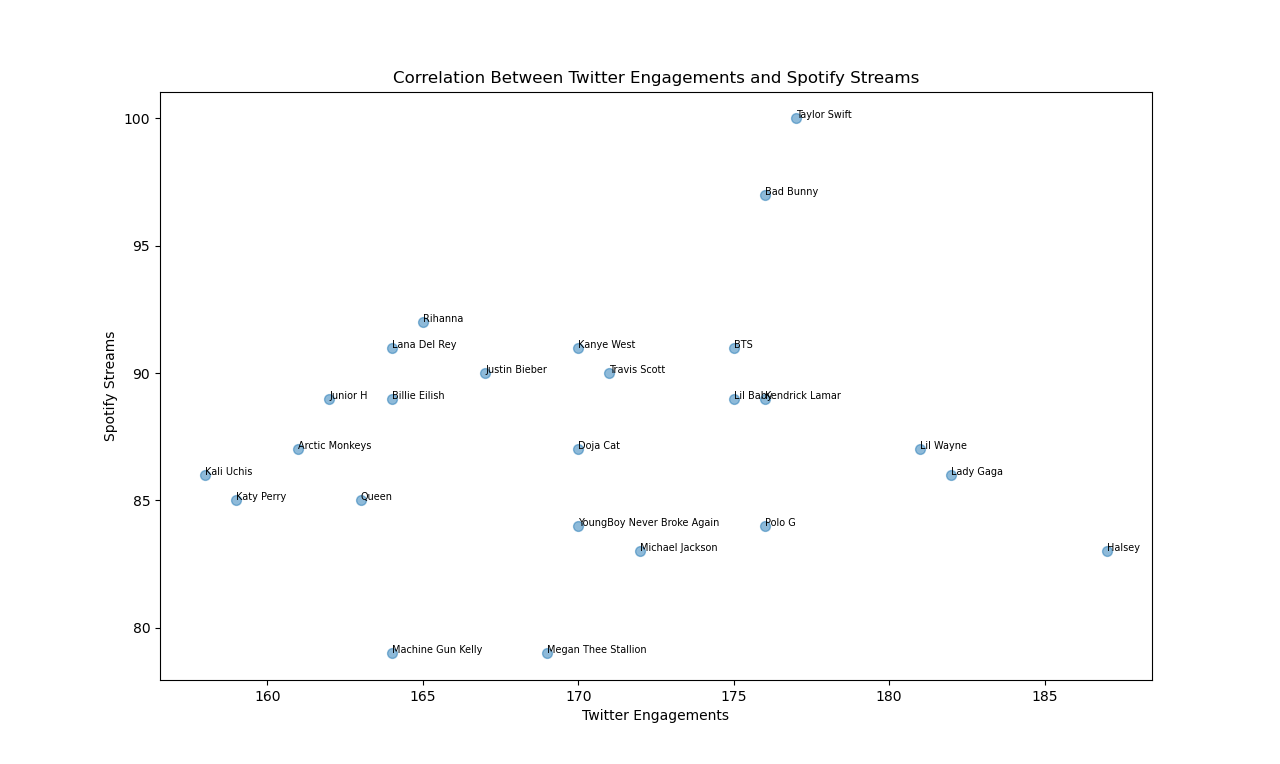 Correlation Between Twitter Engagements and Spotify Streams
100
Taylor Swift
Bad Bunny
95
Rihanna
Lana Del Rey
Kanye West
BTS
90
Justin Bieber
Travis Scott
Junior H
Billie Eilish
Lil Baby
Kendrick Lamar
Arctic Monkeys
Doja Cat
Lil Wayne
Kali Uchis
Lady Gaga
85
Katy Perry
Queen
YoungBoy Never Broke Again
Polo G
Michael Jackson
Halsey
80
Machine Gun Kelly
Megan Thee Stallion
Spotify Streams
160 165 170 175 180 185
Twitter Engagements